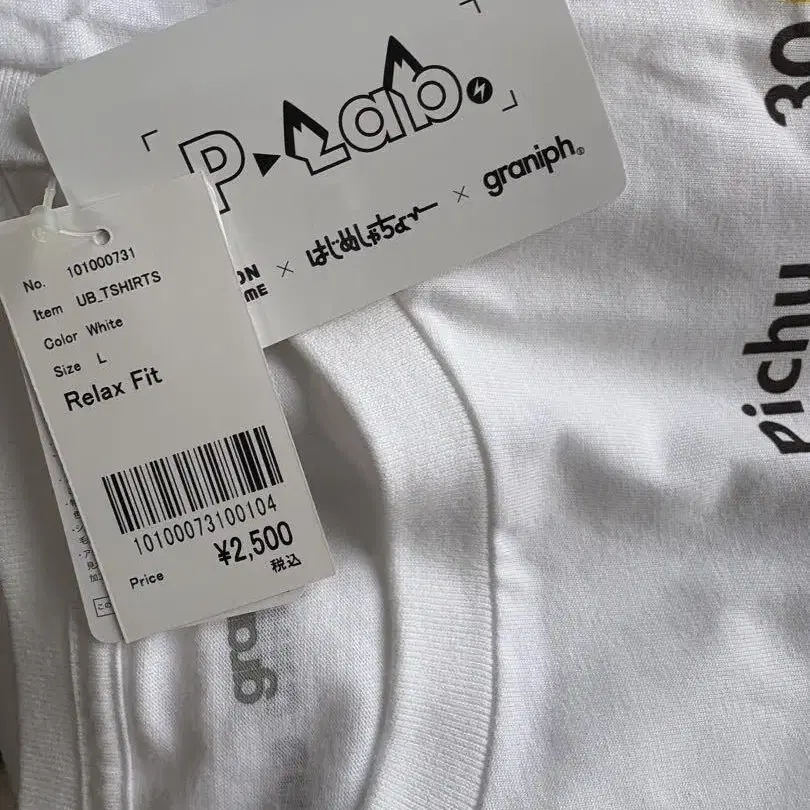 P-Lab.
ON
ME × はじめしゃちょー × graniph®
No. 101000731
Item UB_TSHIRTS
Color White
Size L
Relax Fit
10100073100104
¥2,500
Price 税込
gra
pichu
30